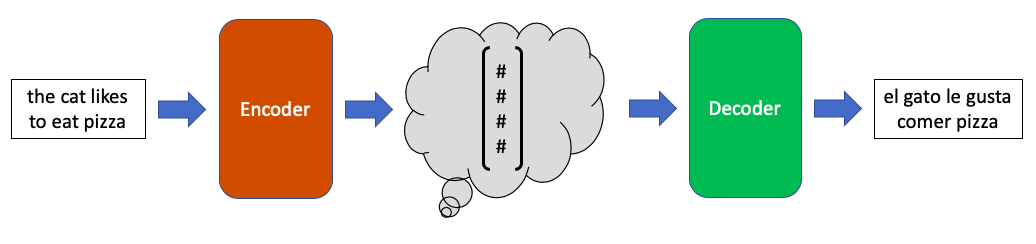 the cat likes
to eat pizza
Encoder
#
#
#
#
Decoder
el gato le gusta
comer pizza